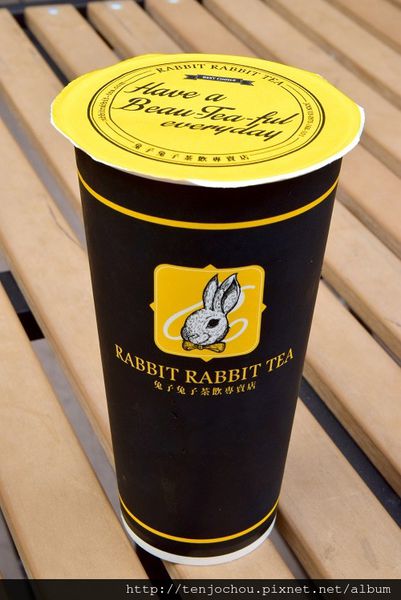 RABBIT RABBIT TEA
BEST CHOICE
Have a
Beau-Tea-ful
everyday
兔子兔子茶飲專賣店
RABBIT RABBIT TEA
兔子兔子茶飲專賣店
http://tenjochou.pixnet.net/album